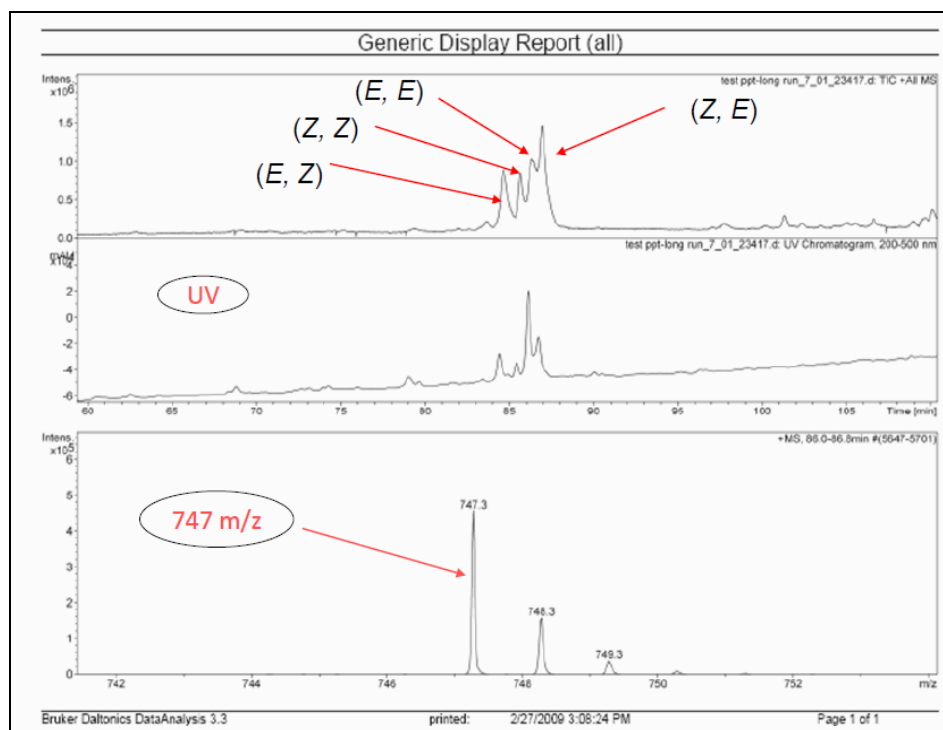 Generic Display Report (all)
Intens.
x10⁶
test ppt-long run_7_01_23417.d: TIC +All MS
(E, E)
(Z, E)
(Z, Z)
(E, Z)
1.5
1.0
0.5
0.0
test ppt-long run_7_01_23417.d: UV Chromatogram, 200-500 nm
UV
2
0
-2
-4
-6
60 65 70 75 80 85 90 95 100 105 Time [min]
Intens.
x10⁵
+MS, 86.0-86.8min #(5647-5701)
6
5
4
3
2
1
0
747 m/z
747.3
748.3
749.3
742 744 746 748 750 752 m/z
Bruker Daltonics DataAnalysis 3.3 printed: 2/27/2009 3:08:24 PM Page 1 of 1